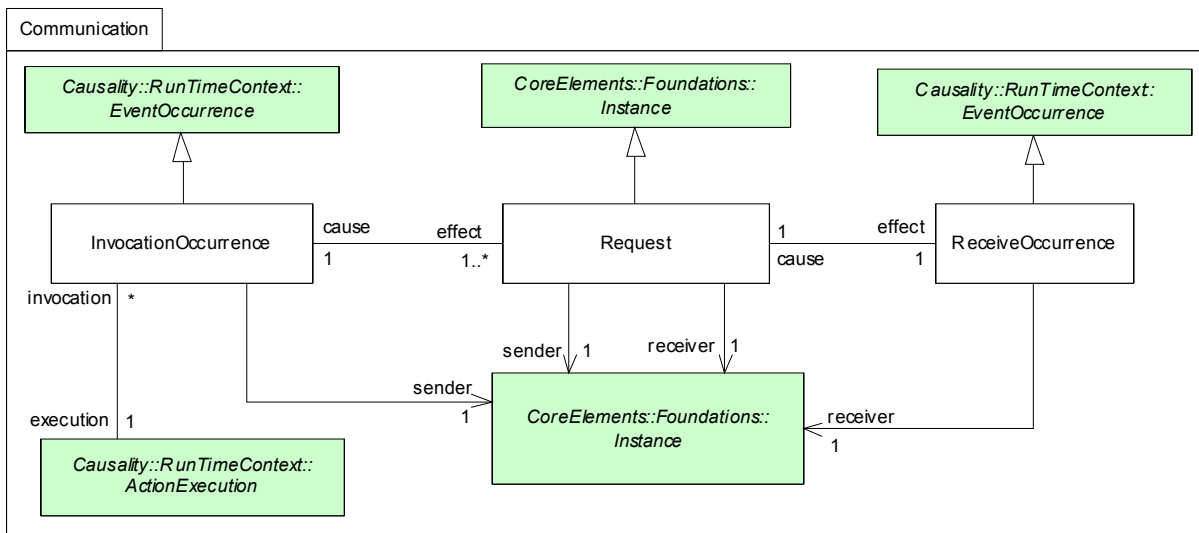 Communication
Causality::RunTimeContext::
EventOccurrence
CoreElements::Foundations::
Instance
Causality::RunTimeContext::
EventOccurrence
InvocationOccurrence
cause
1
effect
1..*
Request
1
cause
effect
1
ReceiveOccurrence
invocation
*
sender
1
receiver
1
execution
1
sender
1
CoreElements::Foundations::
Instance
receiver
1
Causality::RunTimeContext::
ActionExecution